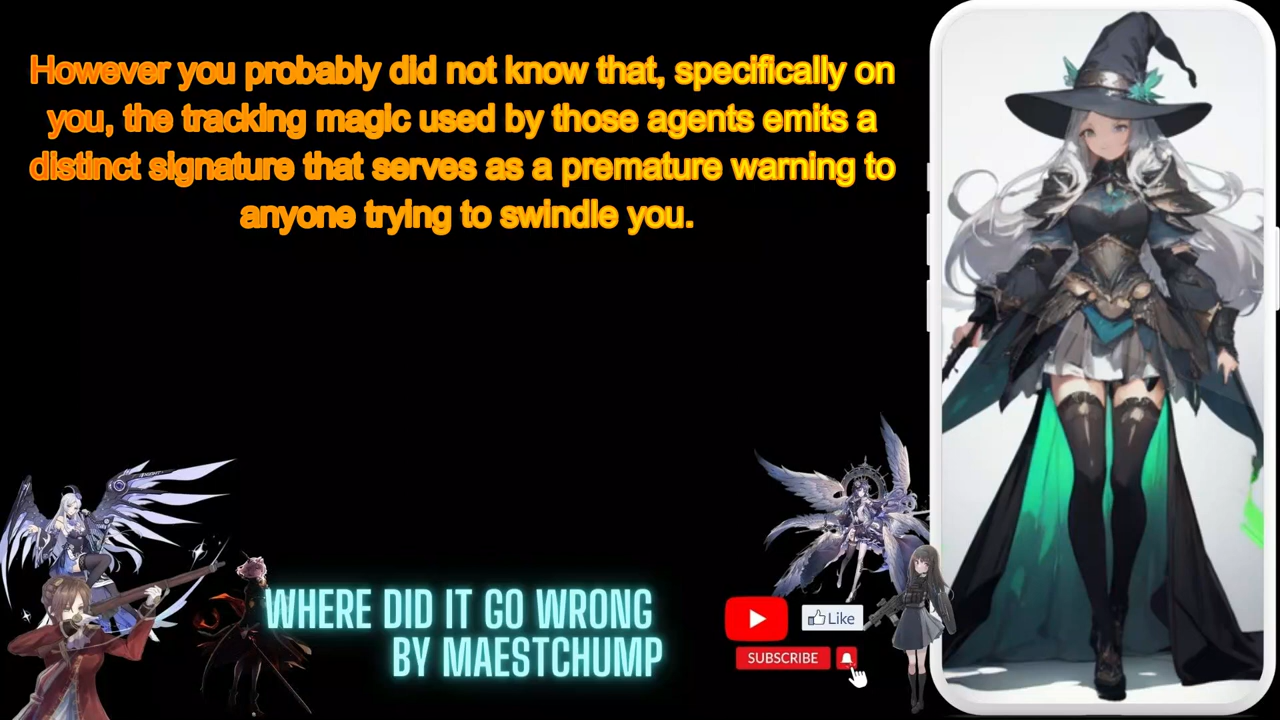 However you probably did not know that, specifically on
you, the tracking magic used by those agents emits a
distinct signature that serves as a premature warning to
anyone trying to swindle you.
WHERE DID IT GO WRONG
BY MAESTCHUMP
Like
SUBSCRIBE